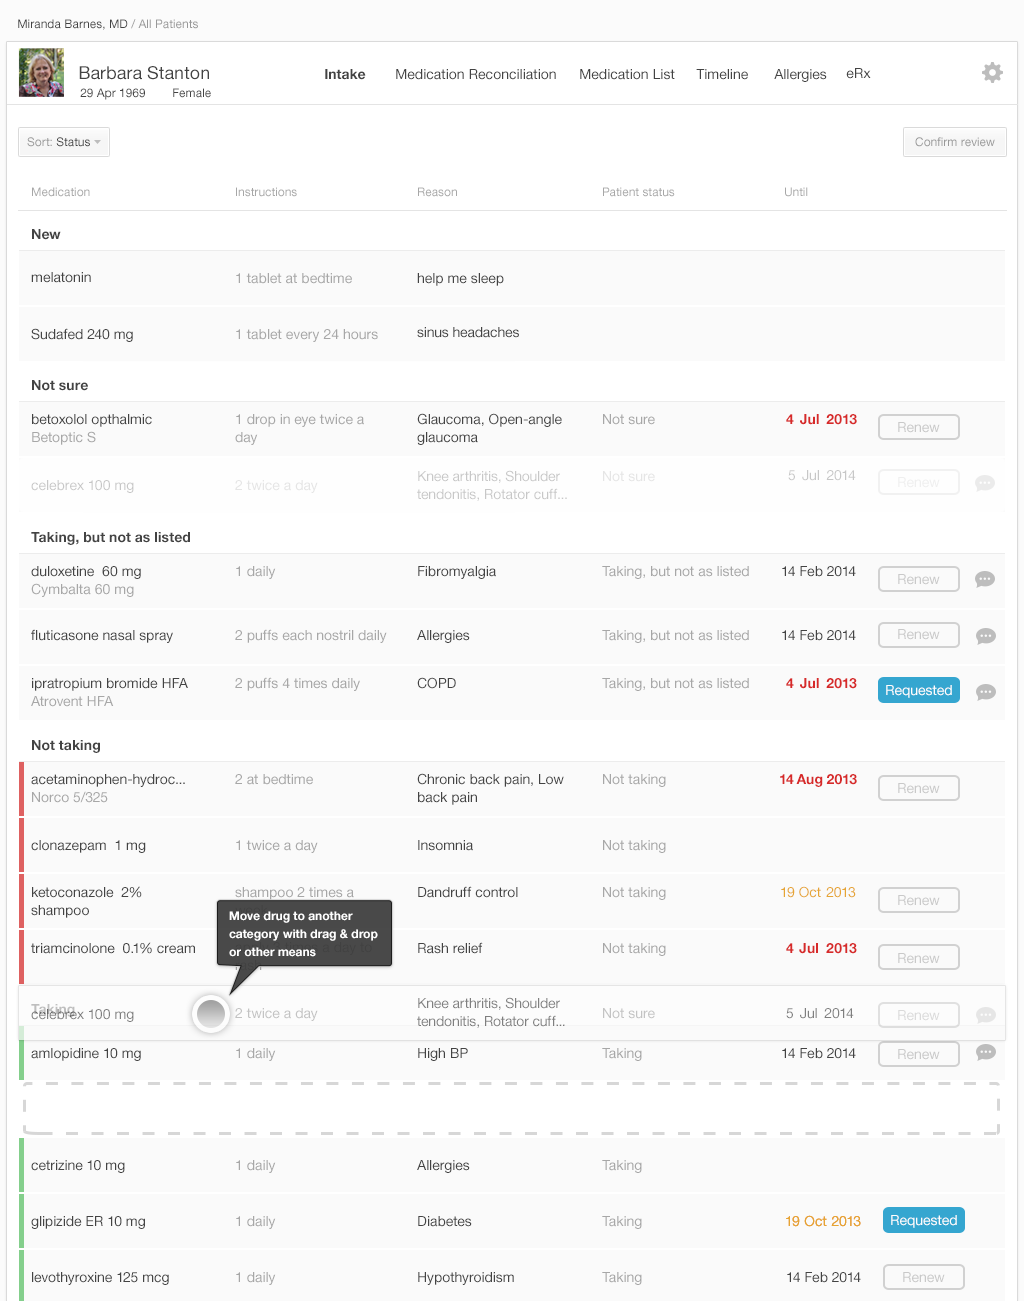 Miranda Barnes, MD / All Patients
Barbara Stanton
29 Apr 1969 Female
Intake Medication Reconciliation Medication List Timeline Allergies eRx
Sort: Status
Confirm review
Medication Instructions Reason Patient status Until
New
melatonin 1 tablet at bedtime help me sleep
Sudafed 240 mg 1 tablet every 24 hours sinus headaches
Not sure
betoxolol opthalmic 1 drop in eye twice a Glaucoma, Open-angle Not sure 4 Jul 2013 Renew
Betoptic S day glaucoma
celebrex 100 mg 2 twice a day Knee arthritis, Shoulder Not sure 5 Jul 2014 Renew
tendonitis, Rotator cuff...
Taking, but not as listed
duloxetine 60 mg 1 daily Fibromyalgia Taking, but not as listed 14 Feb 2014 Renew
Cymbalta 60 mg
fluticasone nasal spray 2 puffs each nostril daily Allergies Taking, but not as listed 14 Feb 2014 Renew
ipratropium bromide HFA 2 puffs 4 times daily COPD Taking, but not as listed 4 Jul 2013 Requested
Atrovent HFA
Not taking
acetaminophen-hydroc... 2 at bedtime Chronic back pain, Low Not taking 14 Aug 2013 Renew
Norco 5/325 back pain
clonazepam 1 mg 1 twice a day Insomnia Not taking
ketoconazole 2% shampoo 2 times a Dandruff control Not taking 19 Oct 2013 Renew
shampoo
Move drug to another
category with drag & drop
or other means
triamcinolone 0.1% cream Rash relief Not taking 4 Jul 2013 Renew
Taking
celebrex 100 mg 2 twice a day Knee arthritis, Shoulder Not sure 5 Jul 2014 Renew
tendonitis, Rotator cuff...
amlopidine 10 mg 1 daily High BP Taking 14 Feb 2014 Renew
cetrizine 10 mg 1 daily Allergies Taking
glipizide ER 10 mg 1 daily Diabetes Taking 19 Oct 2013 Requested
levothyroxine 125 mcg 1 daily Hypothyroidism Taking 14 Feb 2014 Renew